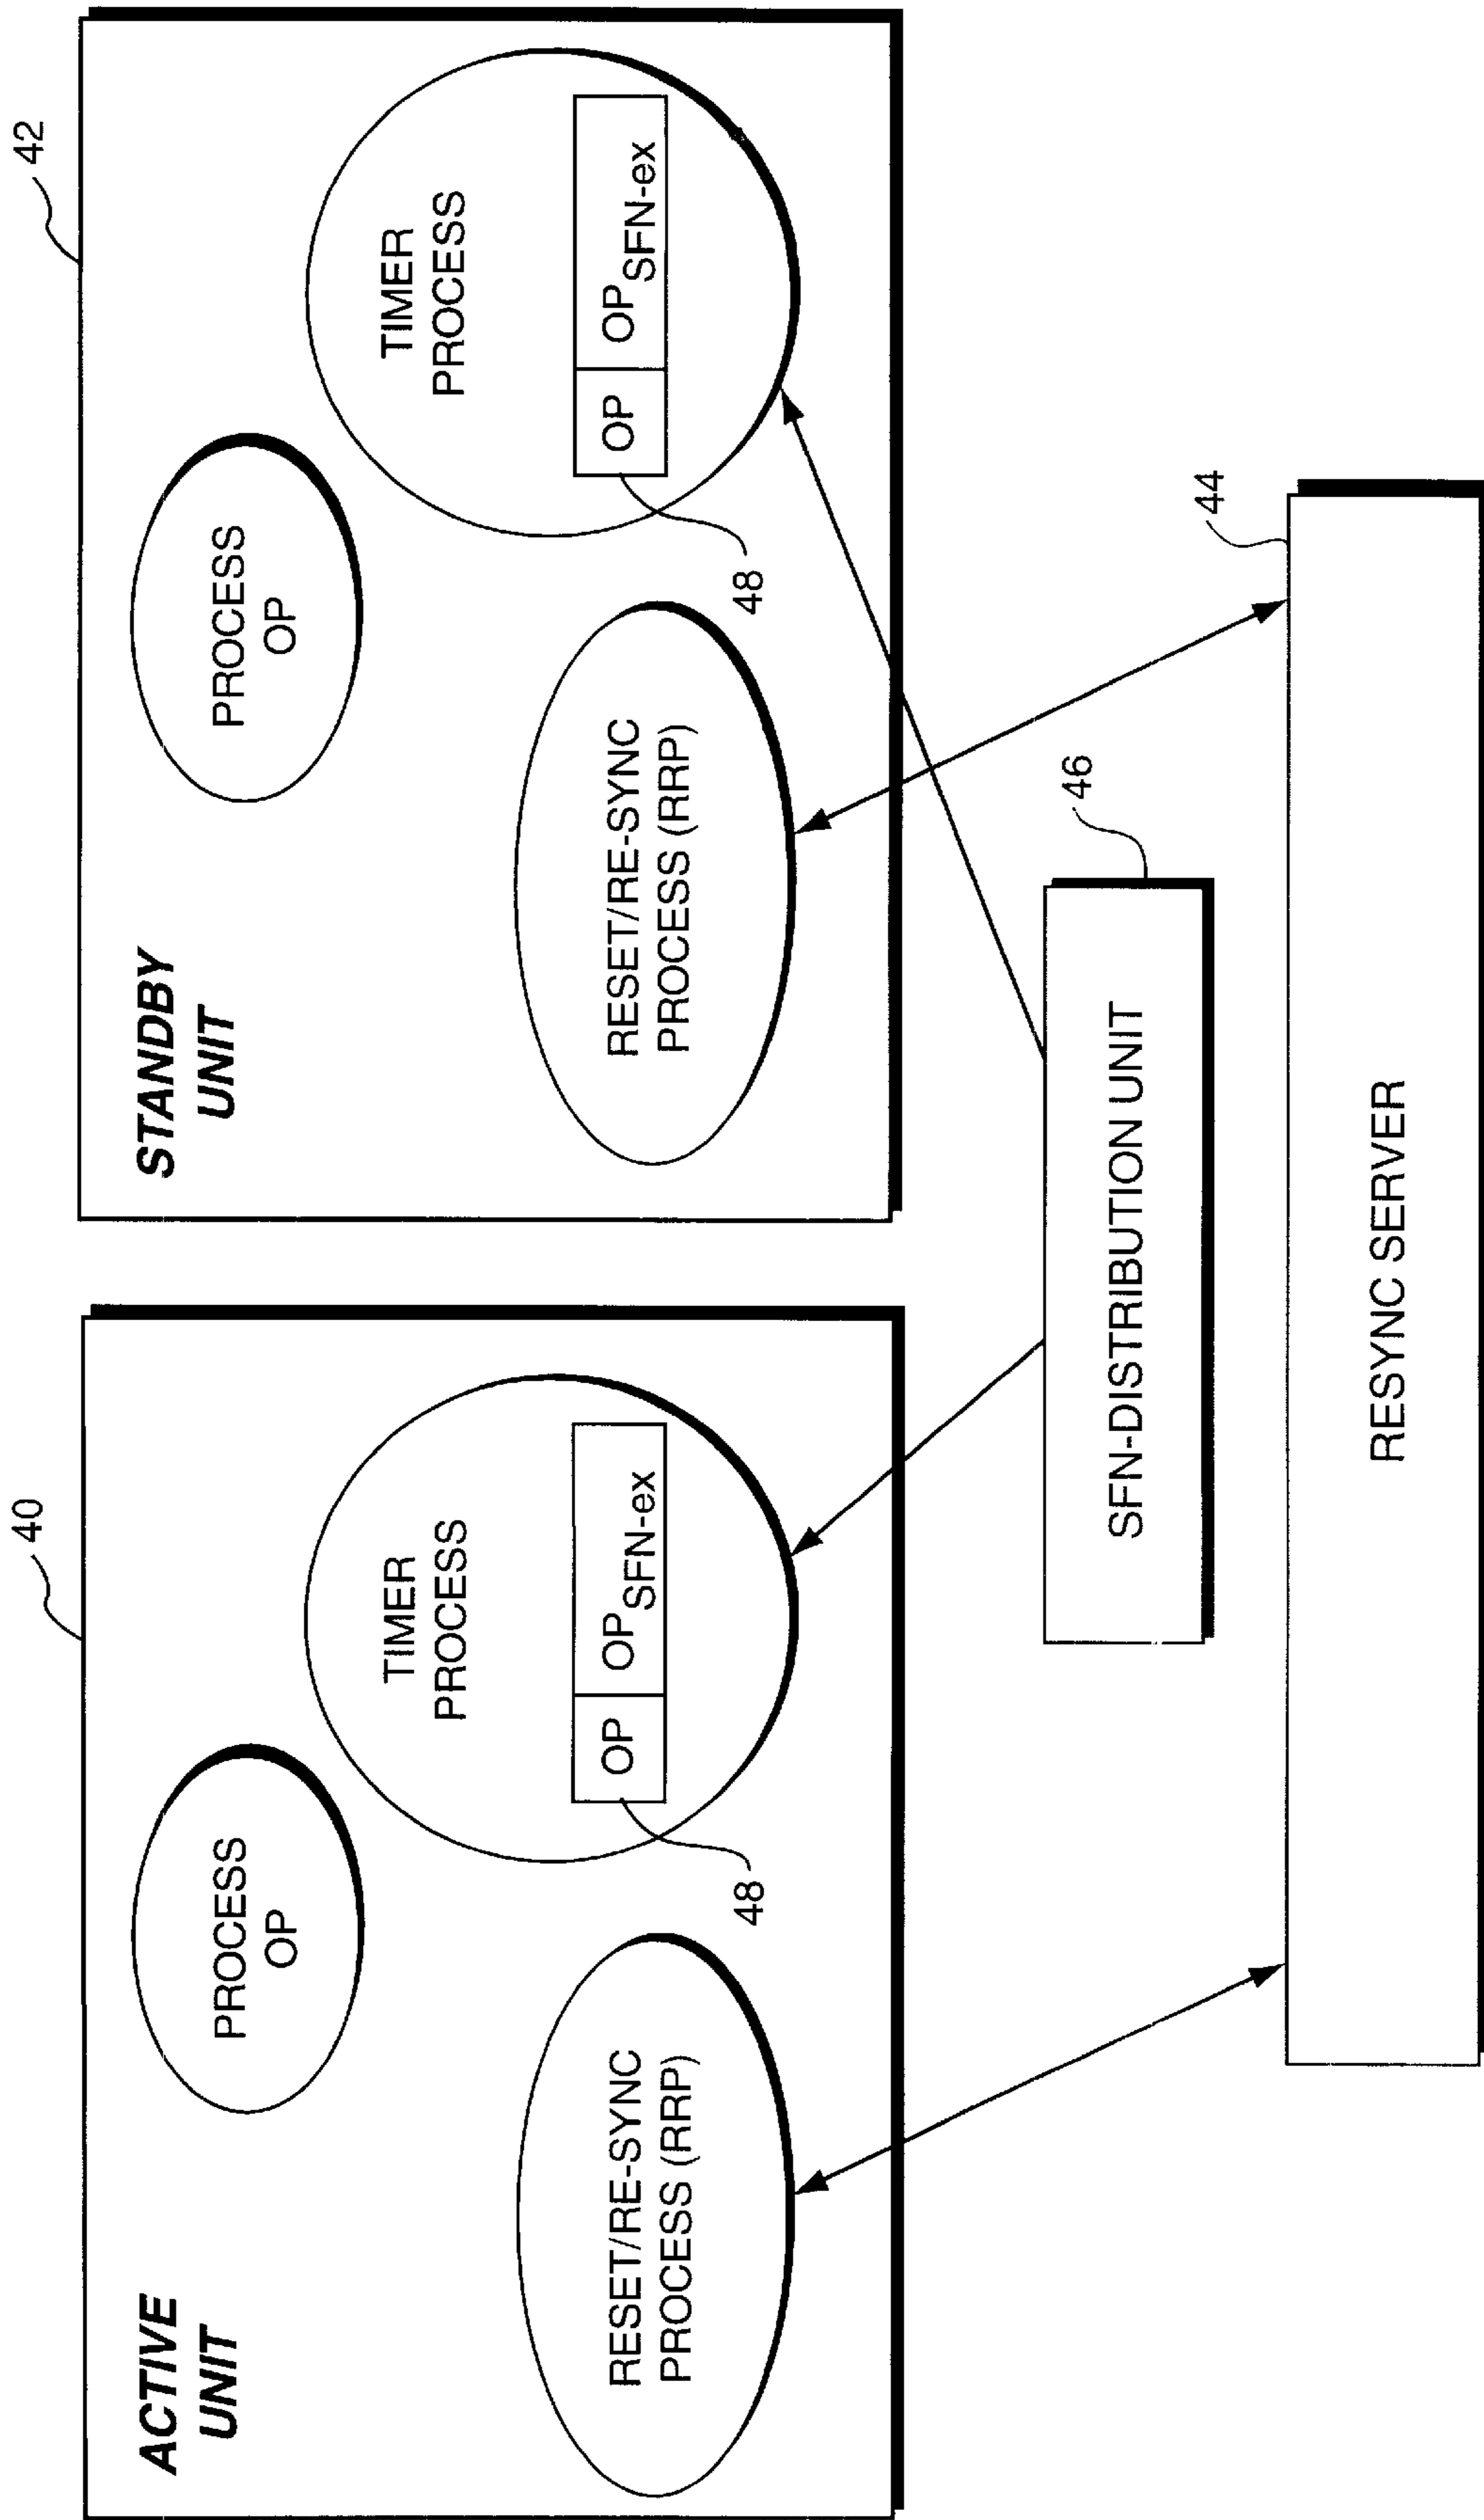 40
ACTIVE
UNIT
PROCESS
OP
TIMER
PROCESS
OP OPSFN-ex
48
RESET/RE-SYNC
PROCESS (RRP)
42
STANDBY
UNIT
PROCESS
OP
TIMER
PROCESS
OP OPSFN-ex
48
RESET/RE-SYNC
PROCESS (RRP)
46
SFN-DISTRIBUTION UNIT
44
RESYNC SERVER